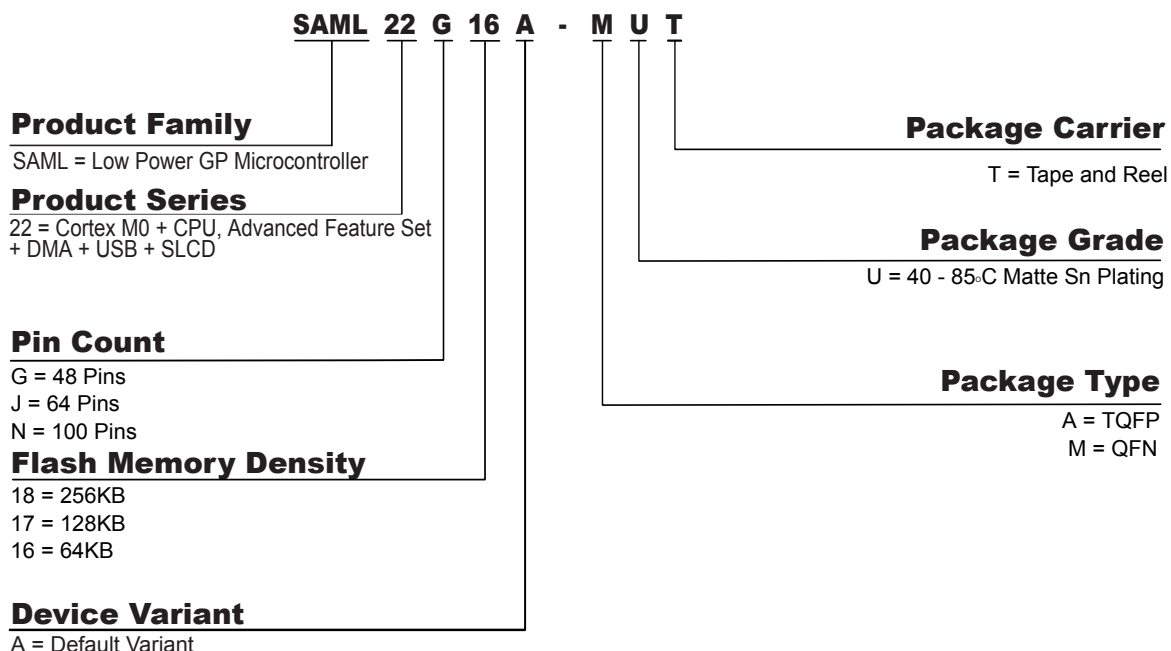 SAML 22 G 16 A - M U T
Product Family
SAML = Low Power GP Microcontroller
Product Series
22 = Cortex M0 + CPU, Advanced Feature Set
+ DMA + USB + SLCD
Pin Count
G = 48 Pins
J = 64 Pins
N = 100 Pins
Flash Memory Density
18 = 256KB
17 = 128KB
16 = 64KB
Device Variant
A = Default Variant
Package Carrier
T = Tape and Reel
Package Grade
U = 40 - 85°C Matte Sn Plating
Package Type
A = TQFP
M = QFN